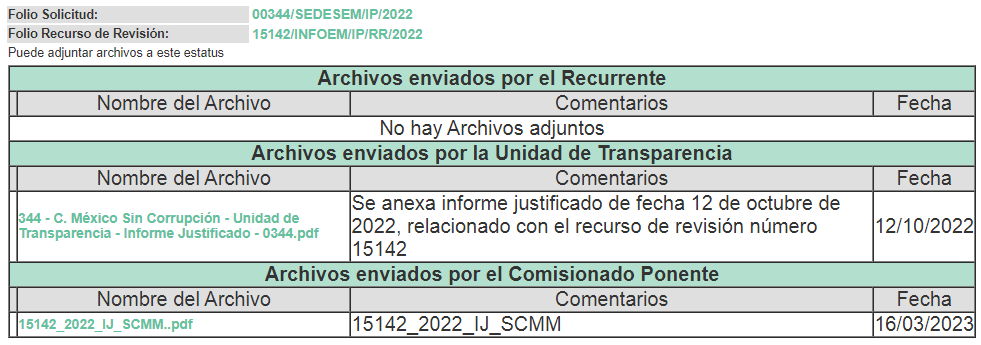 Folio Solicitud: 00344/SEDESEM/IP/2022
Folio Recurso de Revisión: 15142/INFOEM/IP/RR/2022
Puede adjuntar archivos a este estatus
Archivos enviados por el Recurrente
Nombre del Archivo Comentarios Fecha
No hay Archivos adjuntos
Archivos enviados por la Unidad de Transparencia
Nombre del Archivo Comentarios Fecha
344 - C. México Sin Corrupción - Unidad de
Transparencia - Informe Justificado - 0344.pdf
Se anexa informe justificado de fecha 12 de octubre de
2022, relacionado con el recurso de revisión número
15142
12/10/2022
Archivos enviados por el Comisionado Ponente
Nombre del Archivo Comentarios Fecha
15142_2022_IJ_SCMM..pdf 15142_2022_IJ_SCMM 16/03/2023